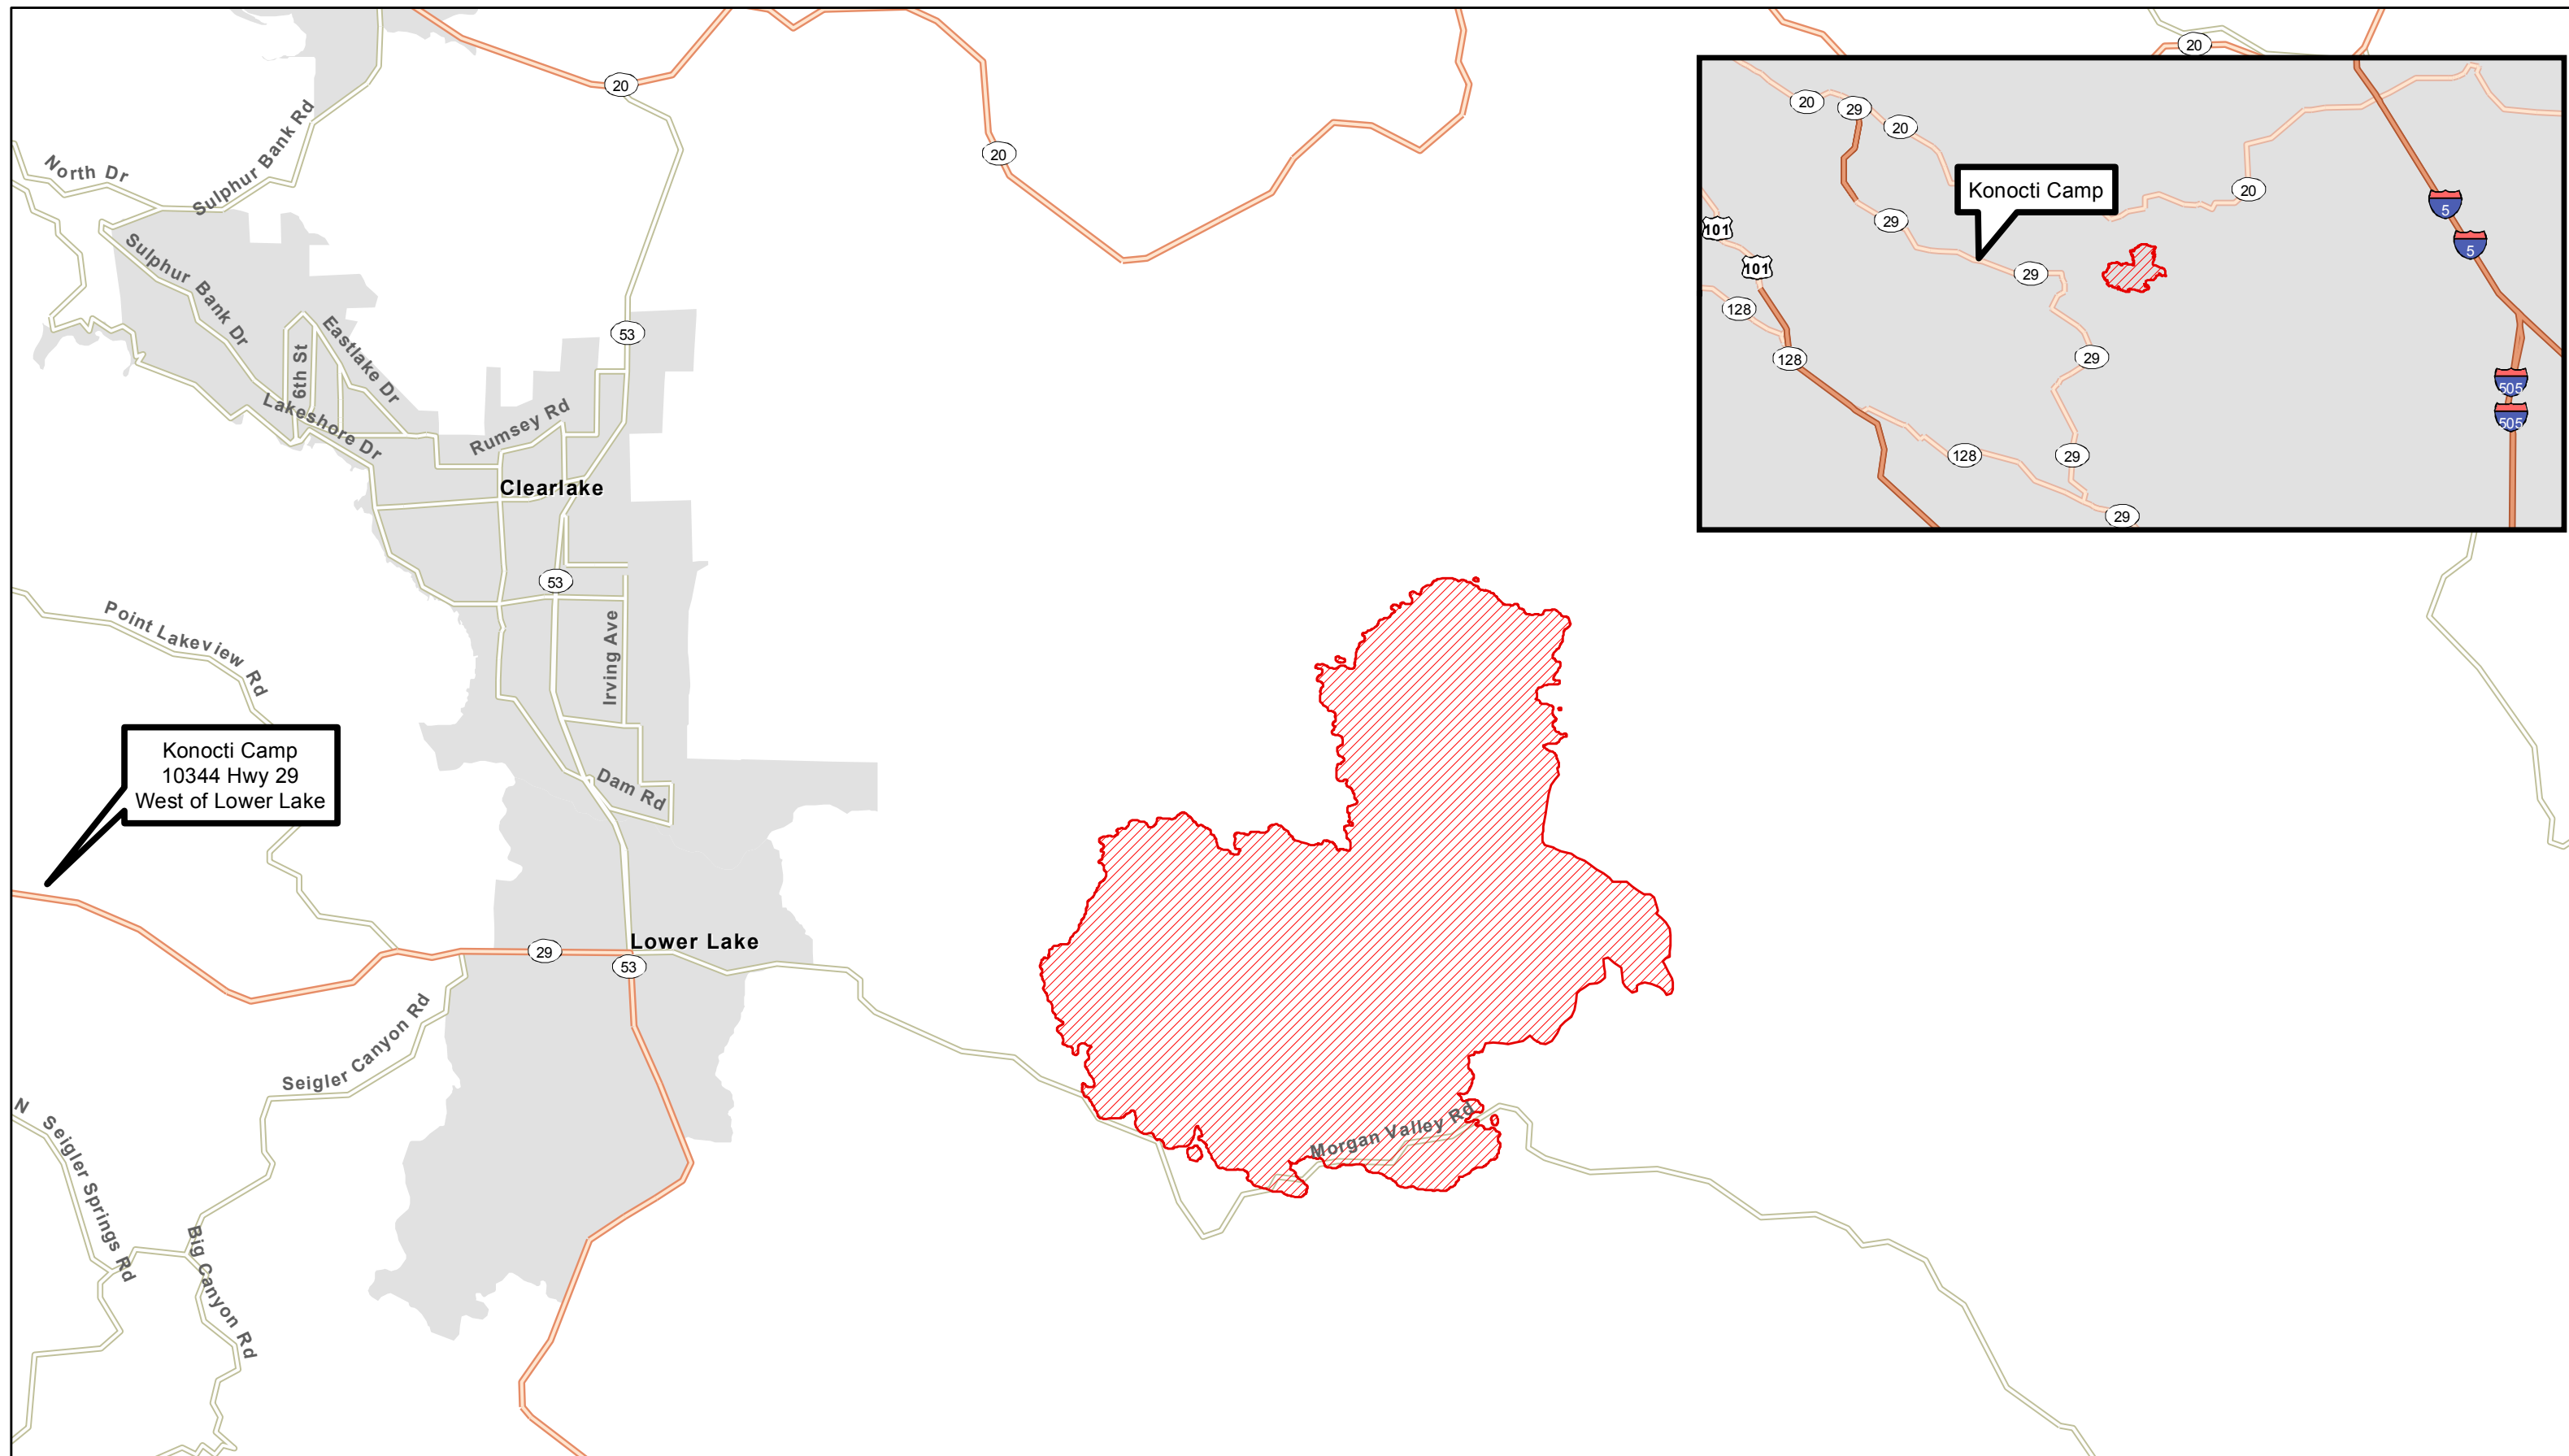 20
20
20
Sulphur Bank Rd
North Dr
Sulphur Bank Dr
Eastlake Dr
6th St
Lakeshore Dr
Rumsey Rd
53
Clearlake
53
Irving Ave
Point Lakeview Rd
Konocti Camp
10344 Hwy 29
West of Lower Lake
Dam Rd
Lower Lake
29
53
Seigler Canyon Rd
N Seigler Springs Rd
Big Canyon Rd
Morgan Valley Rd
20
29
20
Konocti Camp
20
29
101
101
29
128
128
29
128
29
29
5
5
505
505